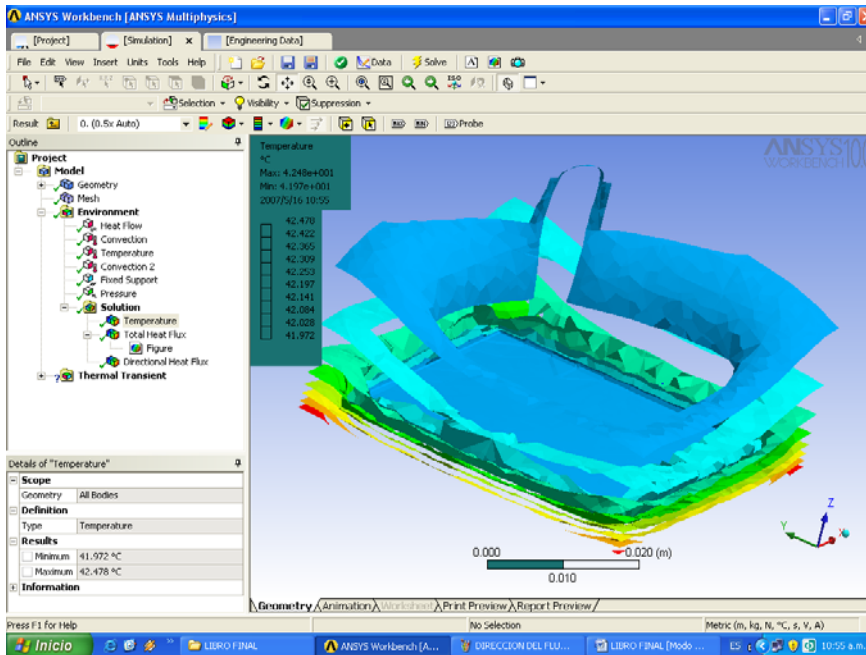 ANSYS Workbench [ANSYS Multiphysics]
[Project] [Simulation] x [Engineering Data]
File Edit View Insert Units Tools Help Data Solve
Selection Visibility Suppression
Result 0. (0.5x Auto) MAX MIN Probe
Outline
Project
Model
Geometry
Mesh
Environment
Heat Flow
Convection
Temperature
Convection 2
Fixed Support
Pressure
Solution
Temperature
Total Heat Flux
Figure
Directional Heat Flux
Thermal Transient
Details of "Temperature"
Scope
Geometry All Bodies
Definition
Type Temperature
Results
Minimum 41.972 °C
Maximum 42.478 °C
Information
Temperature
°C
Max: 4.248e+001
Min: 4.197e+001
2007/5/16 10:55
42.478
42.422
42.365
42.309
42.253
42.197
42.141
42.084
42.028
41.972
ANSYS
WORKBENCH
Z
Y
X
0.000 0.020 (m)
0.010
Geometry Animation Worksheet Print Preview Report Preview
Press F1 for Help No Selection Metric (m, kg, N, °C, s, V, A)
Inicio LIBRO FINAL ANSYS Workbench [A... DIRECCION DEL FLU... LIBRO FINAL [Modo ... ES 10:55 a.m.